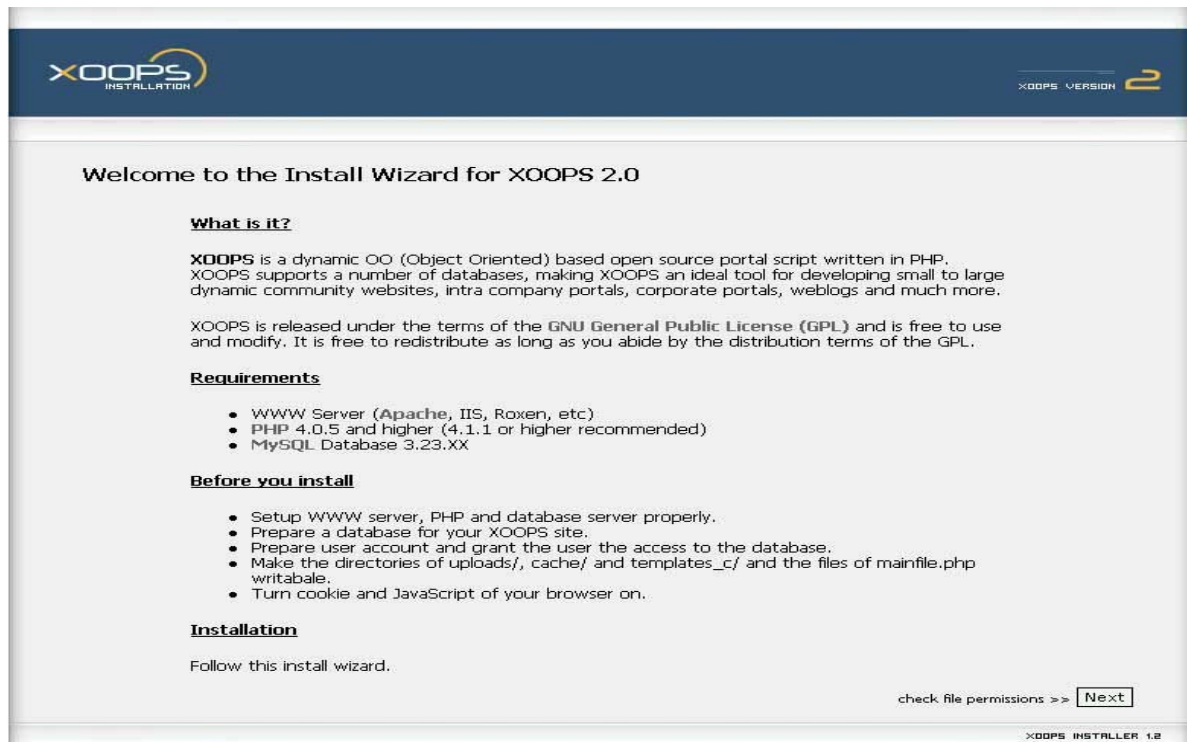 XOOPS
INSTALLATION
XOOPS VERSION 2
Welcome to the Install Wizard for XOOPS 2.0
What is it?
XOOPS is a dynamic OO (Object Oriented) based open source portal script written in PHP.
XOOPS supports a number of databases, making XOOPS an ideal tool for developing small to large
dynamic community websites, intra company portals, corporate portals, weblogs and much more.
XOOPS is released under the terms of the GNU General Public License (GPL) and is free to use
and modify. It is free to redistribute as long as you abide by the distribution terms of the GPL.
Requirements
• WWW Server (Apache, IIS, Roxen, etc)
• PHP 4.0.5 and higher (4.1.1 or higher recommended)
• MySQL Database 3.23.XX
Before you install
• Setup WWW server, PHP and database server properly.
• Prepare a database for your XOOPS site.
• Prepare user account and grant the user the access to the database.
• Make the directories of uploads/, cache/ and templates_c/ and the files of mainfile.php
writabale.
• Turn cookie and JavaScript of your browser on.
Installation
Follow this install wizard.
check file permissions >> Next
XOOPS INSTALLER 1.2